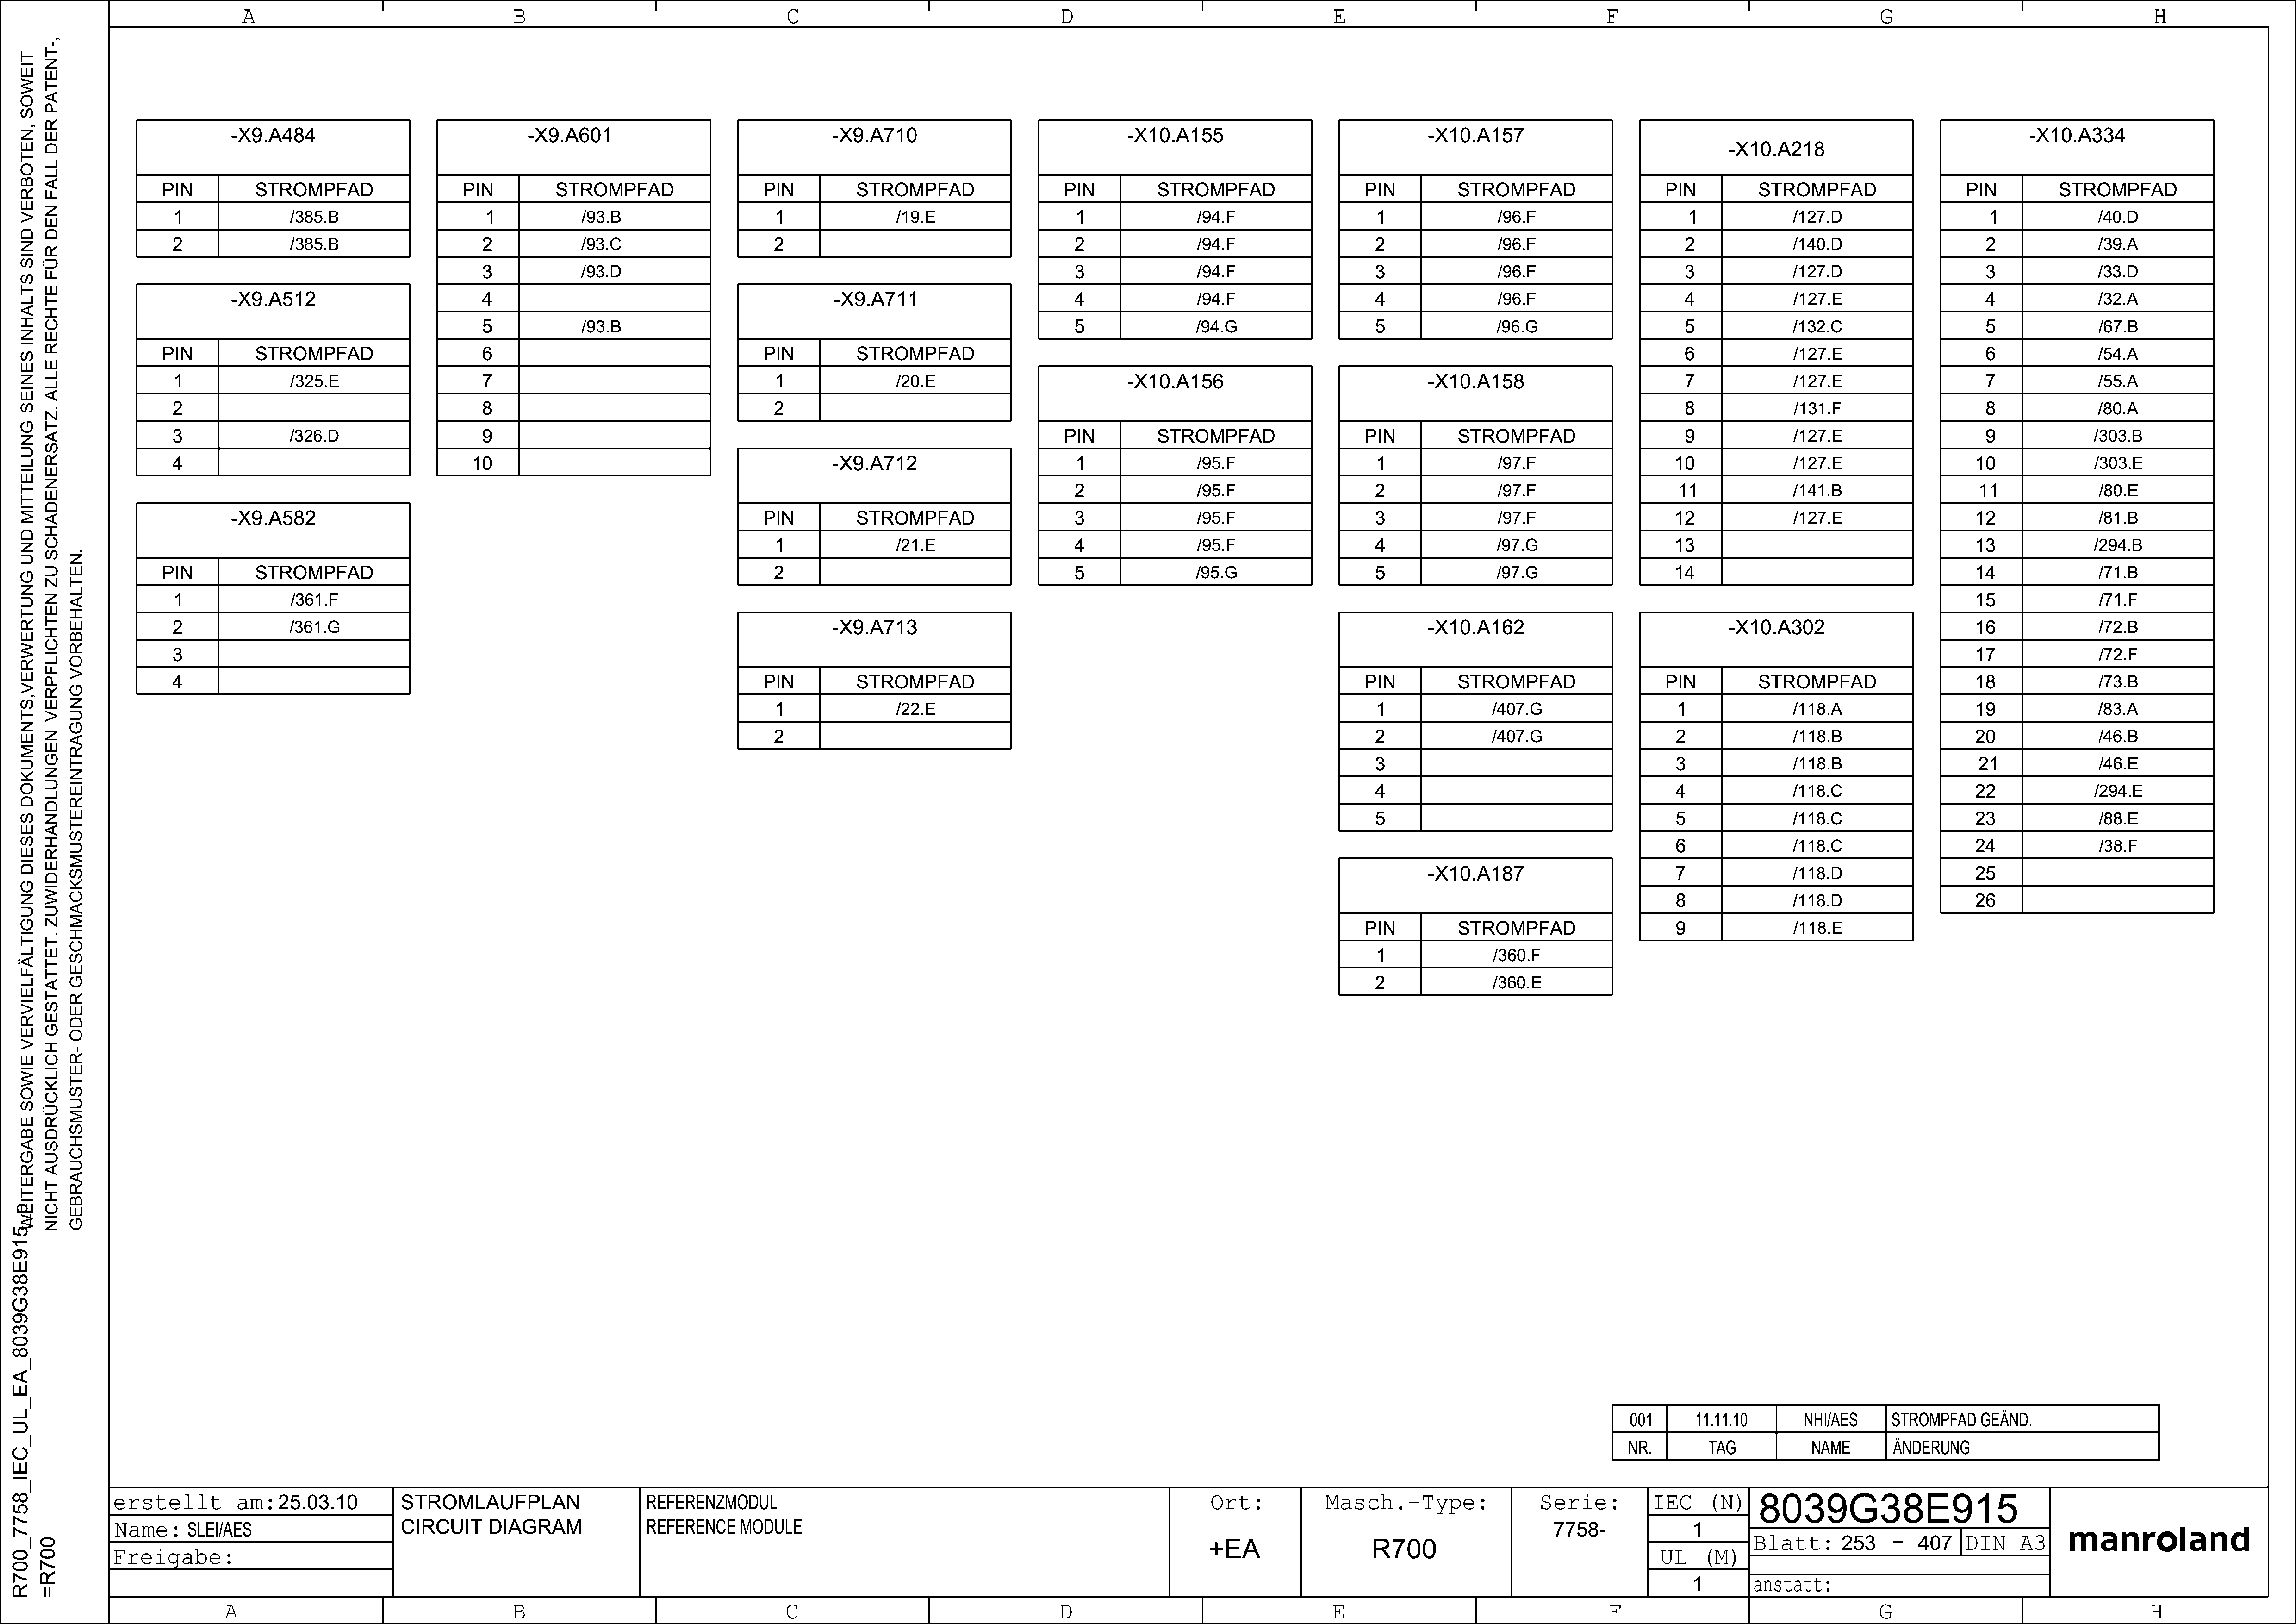 A B C D E F G H
-X9.A484
PIN STROMPFAD
1 /385.B
2 /385.B
-X9.A512
PIN STROMPFAD
1 /325.E
2
3 /326.D
4
-X9.A582
PIN STROMPFAD
1 /361.F
2 /361.G
3
4
-X9.A601
PIN STROMPFAD
1 /93.B
2 /93.C
3 /93.D
4
5 /93.B
6
7
8
9
10
-X9.A710
PIN STROMPFAD
1 /19.E
2
-X9.A711
PIN STROMPFAD
1 /20.E
2
-X9.A712
PIN STROMPFAD
1 /21.E
2
-X9.A713
PIN STROMPFAD
1 /22.E
2
-X10.A155
PIN STROMPFAD
1 /94.F
2 /94.F
3 /94.F
4 /94.F
5 /94.G
-X10.A156
PIN STROMPFAD
1 /95.F
2 /95.F
3 /95.F
4 /95.F
5 /95.G
-X10.A157
PIN STROMPFAD
1 /96.F
2 /96.F
3 /96.F
4 /96.F
5 /96.G
-X10.A158
PIN STROMPFAD
1 /97.F
2 /97.F
3 /97.F
4 /97.G
5 /97.G
-X10.A162
PIN STROMPFAD
1 /407.G
2 /407.G
3
4
5
-X10.A187
PIN STROMPFAD
1 /360.F
2 /360.E
-X10.A218
PIN STROMPFAD
1 /127.D
2 /140.D
3 /127.D
4 /127.E
5 /132.C
6 /127.E
7 /127.E
8 /131.F
9 /127.E
10 /127.E
11 /141.B
12 /127.E
13
14
-X10.A302
PIN STROMPFAD
1 /118.A
2 /118.B
3 /118.B
4 /118.C
5 /118.C
6 /118.C
7 /118.D
8 /118.D
9 /118.E
-X10.A334
PIN STROMPFAD
1 /40.D
2 /39.A
3 /33.D
4 /32.A
5 /67.B
6 /54.A
7 /55.A
8 /80.A
9 /303.B
10 /303.E
11 /80.E
12 /81.B
13 /294.B
14 /71.B
15 /71.F
16 /72.B
17 /72.F
18 /73.B
19 /83.A
20 /46.B
21 /46.E
22 /294.E
23 /88.E
24 /38.F
25
26
WEITERGABE SOWIE VERVIELFÄLTIGUNG DIESES DOKUMENTS,VERWERTUNG UND MITTEILUNG SEINES INHALTS SIND VERBOTEN, SOWEIT
NICHT AUSDRÜCKLICH GESTATTET. ZUWIDERHANDLUNGEN VERPFLICHTEN ZU SCHADENERSATZ. ALLE RECHTE FÜR DEN FALL DER PATENT-,
GEBRAUCHSMUSTER- ODER GESCHMACKSMUSTEREINTRAGUNG VORBEHALTEN.
R700_7758_IEC_UL_EA_8039G38E915
=R700
001 11.11.10 NHI/AES STROMPFAD GEÄND.
NR. TAG NAME ÄNDERUNG
erstellt am: 25.03.10
Name: SLEI/AES
Freigabe:
STROMLAUFPLAN
CIRCUIT DIAGRAM
REFERENZMODUL
REFERENCE MODULE
Ort:
+EA
Masch.-Type:
R700
Serie:
7758-
IEC (N)
1
UL (M)
1
8039G38E915
Blatt: 253 - 407 DIN A3
anstatt:
manroland
A B C D E F G H